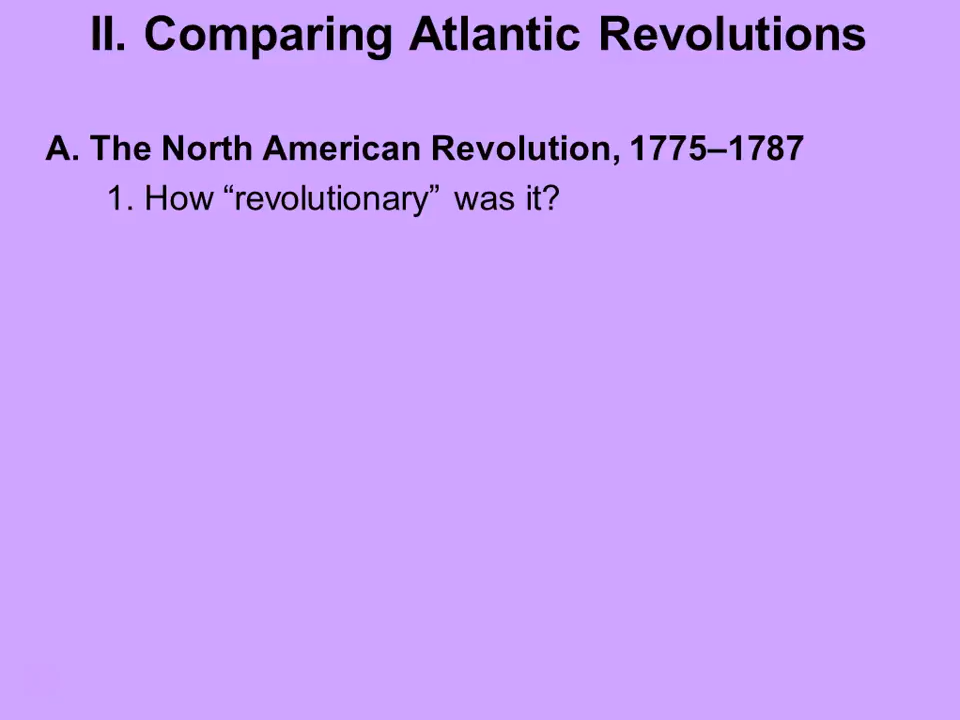 II. Comparing Atlantic Revolutions
A. The North American Revolution, 1775–1787
1. How “revolutionary” was it?